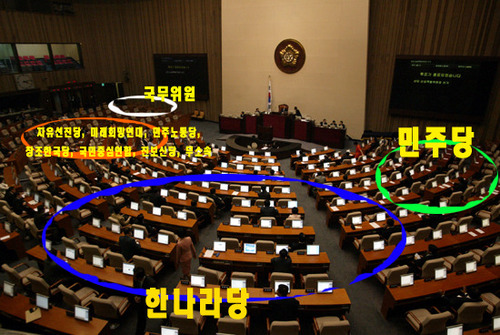 국무위원
자유선진당, 미래희망연대, 민주노동당,
창조한국당, 국민중심연합, 진보신당, 무소속
민주당
한나라당